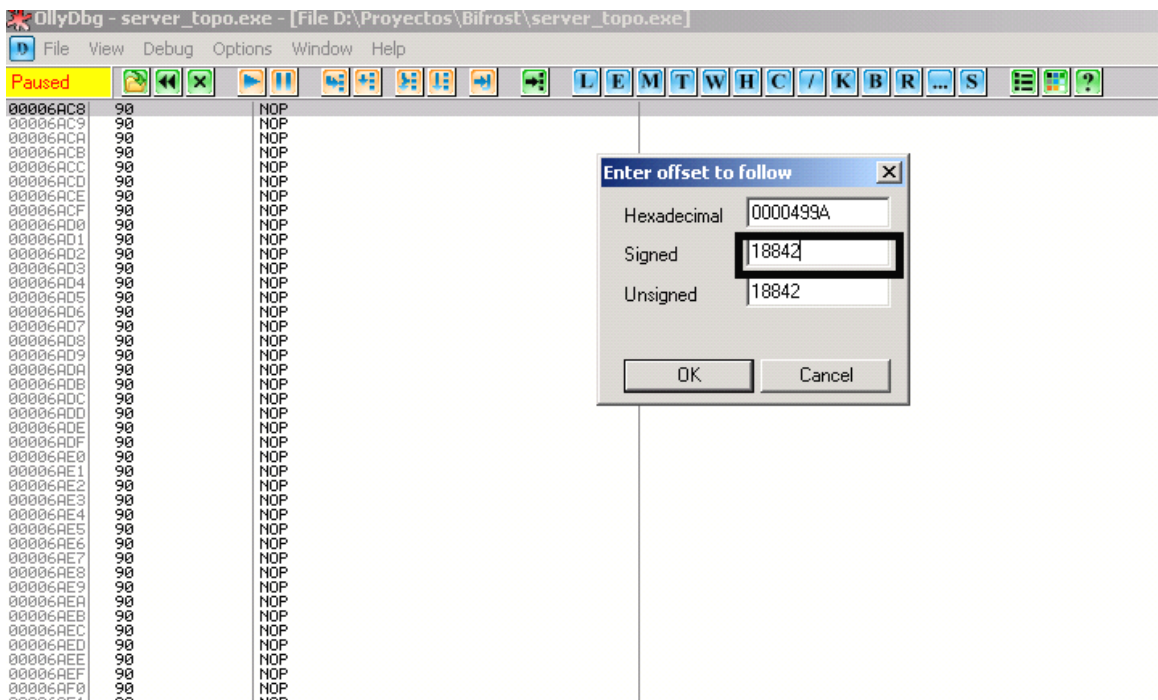 OllyDbg - server_topo.exe - [File D:\Proyectos\Bifrost\server_topo.exe]
D File View Debug Options Window Help
Paused L E M T W H C / K B R ... S ?
00006AC8 90 NOP
00006AC9 90 NOP
00006ACA 90 NOP
00006ACB 90 NOP
00006ACC 90 NOP
00006ACD 90 NOP
00006ACE 90 NOP
00006ACF 90 NOP
00006AD0 90 NOP
00006AD1 90 NOP
00006AD2 90 NOP
00006AD3 90 NOP
00006AD4 90 NOP
00006AD5 90 NOP
00006AD6 90 NOP
00006AD7 90 NOP
00006AD8 90 NOP
00006AD9 90 NOP
00006ADA 90 NOP
00006ADB 90 NOP
00006ADC 90 NOP
00006ADD 90 NOP
00006ADE 90 NOP
00006ADF 90 NOP
00006AE0 90 NOP
00006AE1 90 NOP
00006AE2 90 NOP
00006AE3 90 NOP
00006AE4 90 NOP
00006AE5 90 NOP
00006AE6 90 NOP
00006AE7 90 NOP
00006AE8 90 NOP
00006AE9 90 NOP
00006AEA 90 NOP
00006AEB 90 NOP
00006AEC 90 NOP
00006AED 90 NOP
00006AEE 90 NOP
00006AEF 90 NOP
00006AF0 90 NOP
Enter offset to follow
Hexadecimal 0000499A
Signed 18842
Unsigned 18842
OK Cancel